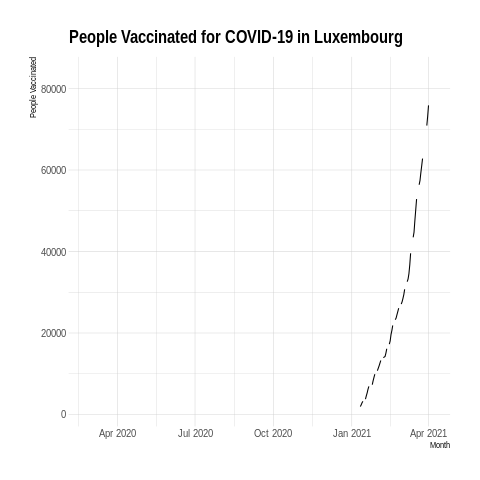 People Vaccinated for COVID-19 in Luxembourg
People Vaccinated
80000
60000
40000
20000
0
Apr 2020 Jul 2020 Oct 2020 Jan 2021 Apr 2021
Month